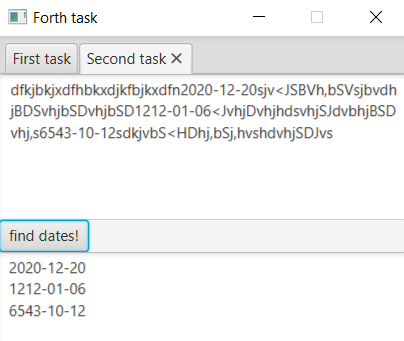 Forth task
First task Second task
dfkjbkjxdfhbkxdjkfbjkxdfn2020-12-20sjv<JSBVh,bSVsjbvdh
jBDSvhjbSDvhjbSD1212-01-06<JvhjDvhjhdsvhjSJdvbhjBSD
vhj,s6543-10-12sdkjvbS<HDhj,bSj,hvshdvhjSDJvs
find dates!
2020-12-20
1212-01-06
6543-10-12